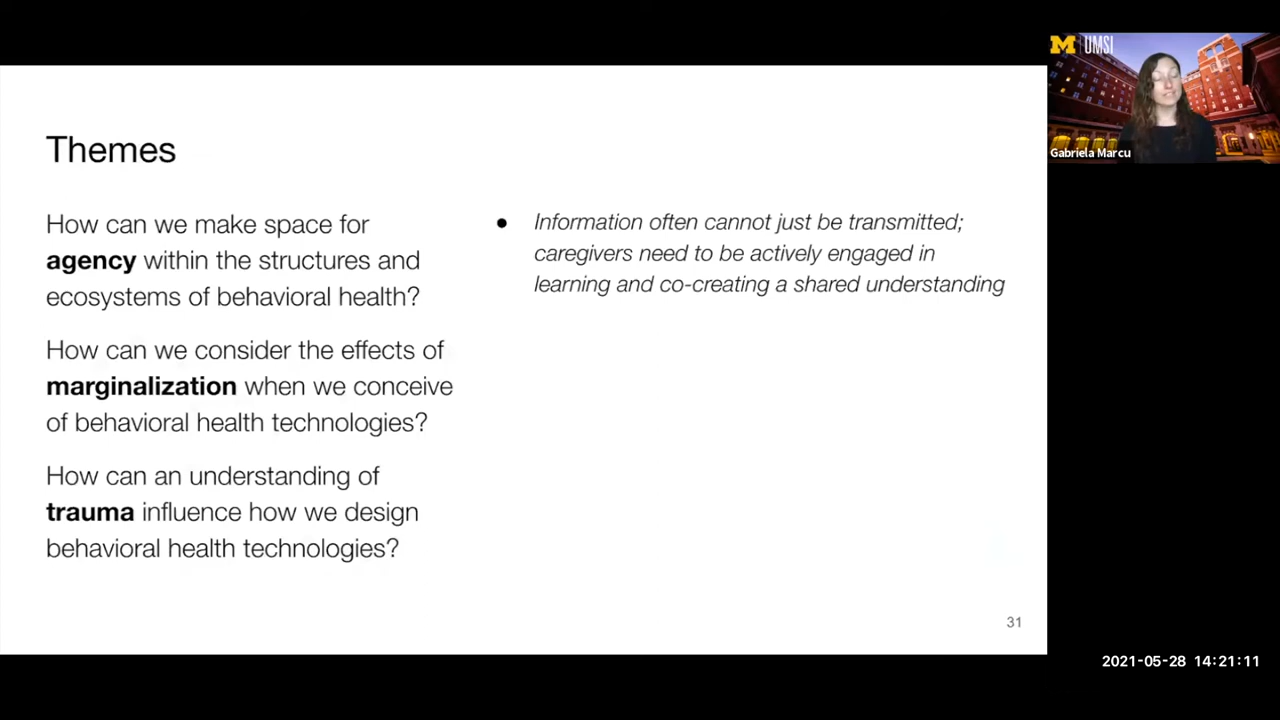 Themes
How can we make space for
agency within the structures and
ecosystems of behavioral health?
How can we consider the effects of
marginalization when we conceive
of behavioral health technologies?
How can an understanding of
trauma influence how we design
behavioral health technologies?
● Information often cannot just be transmitted;
caregivers need to be actively engaged in
learning and co-creating a shared understanding
31
M UMSI
Gabriela Marcu
2021-05-28 14:21:11